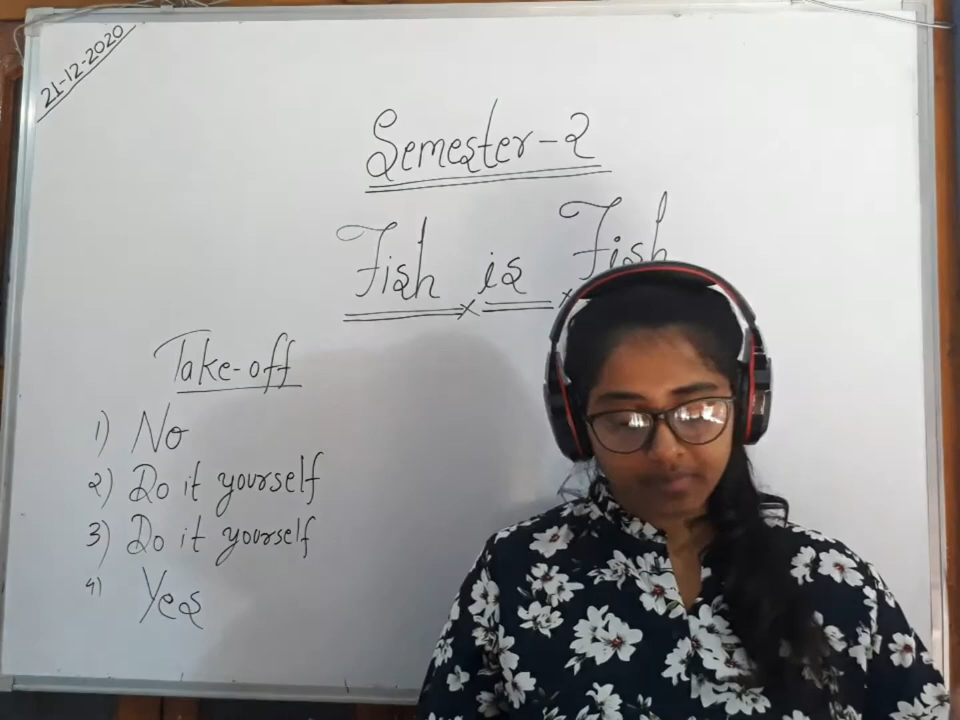 21-12-2020
Semester-2
Fish is Fish
Take-off
1) No
2) Do it yourself
3) Do it yourself
4) Yes